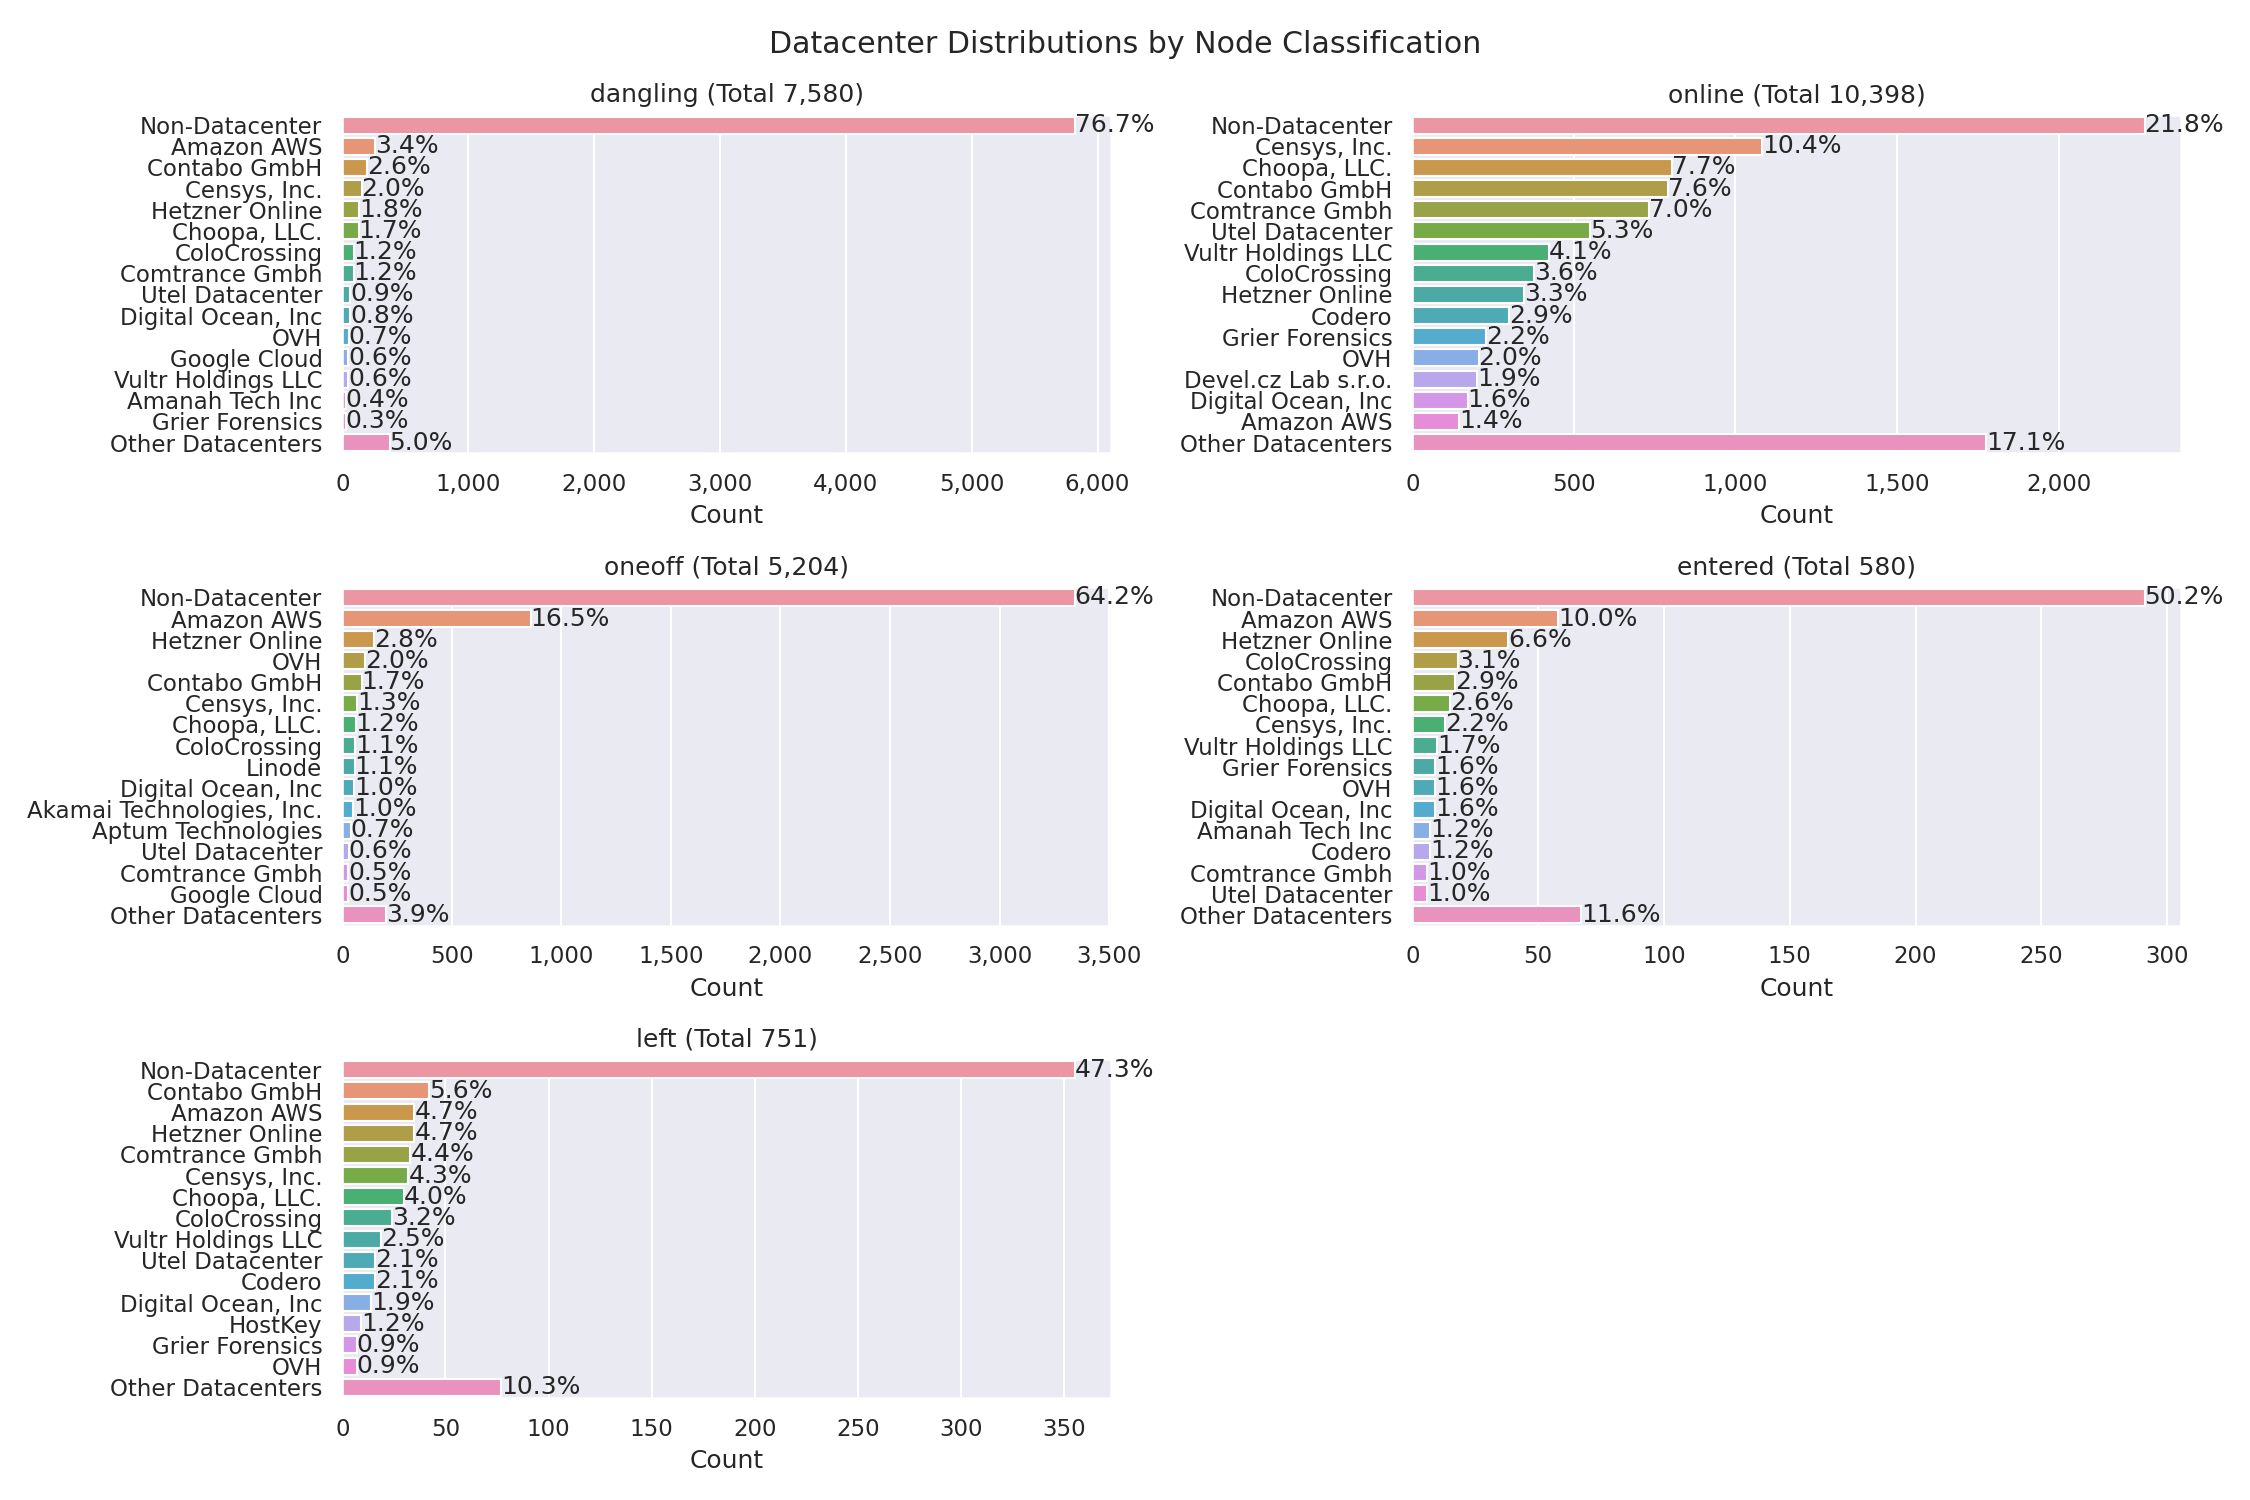 Datacenter Distributions by Node Classification
dangling (Total 7,580)
Non-Datacenter 76.7%
Amazon AWS 3.4%
Contabo GmbH 2.6%
Censys, Inc. 2.0%
Hetzner Online 1.8%
Choopa, LLC. 1.7%
ColoCrossing 1.2%
Comtrance Gmbh 1.2%
Utel Datacenter 0.9%
Digital Ocean, Inc 0.8%
OVH 0.7%
Google Cloud 0.6%
Vultr Holdings LLC 0.6%
Amanah Tech Inc 0.4%
Grier Forensics 0.3%
Other Datacenters 5.0%
0 1,000 2,000 3,000 4,000 5,000 6,000
Count
online (Total 10,398)
Non-Datacenter 21.8%
Censys, Inc. 10.4%
Choopa, LLC. 7.7%
Contabo GmbH 7.6%
Comtrance Gmbh 7.0%
Utel Datacenter 5.3%
Vultr Holdings LLC 4.1%
ColoCrossing 3.6%
Hetzner Online 3.3%
Codero 2.9%
Grier Forensics 2.2%
OVH 2.0%
Devel.cz Lab s.r.o. 1.9%
Digital Ocean, Inc 1.6%
Amazon AWS 1.4%
Other Datacenters 17.1%
0 500 1,000 1,500 2,000
Count
oneoff (Total 5,204)
Non-Datacenter 64.2%
Amazon AWS 16.5%
Hetzner Online 2.8%
OVH 2.0%
Contabo GmbH 1.7%
Censys, Inc. 1.3%
Choopa, LLC. 1.2%
ColoCrossing 1.1%
Linode 1.1%
Digital Ocean, Inc 1.0%
Akamai Technologies, Inc. 1.0%
Aptum Technologies 0.7%
Utel Datacenter 0.6%
Comtrance Gmbh 0.5%
Google Cloud 0.5%
Other Datacenters 3.9%
0 500 1,000 1,500 2,000 2,500 3,000 3,500
Count
entered (Total 580)
Non-Datacenter 50.2%
Amazon AWS 10.0%
Hetzner Online 6.6%
ColoCrossing 3.1%
Contabo GmbH 2.9%
Choopa, LLC. 2.6%
Censys, Inc. 2.2%
Vultr Holdings LLC 1.7%
Grier Forensics 1.6%
OVH 1.6%
Digital Ocean, Inc 1.6%
Amanah Tech Inc 1.2%
Codero 1.2%
Comtrance Gmbh 1.0%
Utel Datacenter 1.0%
Other Datacenters 11.6%
0 50 100 150 200 250 300
Count
left (Total 751)
Non-Datacenter 47.3%
Contabo GmbH 5.6%
Amazon AWS 4.7%
Hetzner Online 4.7%
Comtrance Gmbh 4.4%
Censys, Inc. 4.3%
Choopa, LLC. 4.0%
ColoCrossing 3.2%
Vultr Holdings LLC 2.5%
Utel Datacenter 2.1%
Codero 2.1%
Digital Ocean, Inc 1.9%
HostKey 1.2%
Grier Forensics 0.9%
OVH 0.9%
Other Datacenters 10.3%
0 50 100 150 200 250 300 350
Count